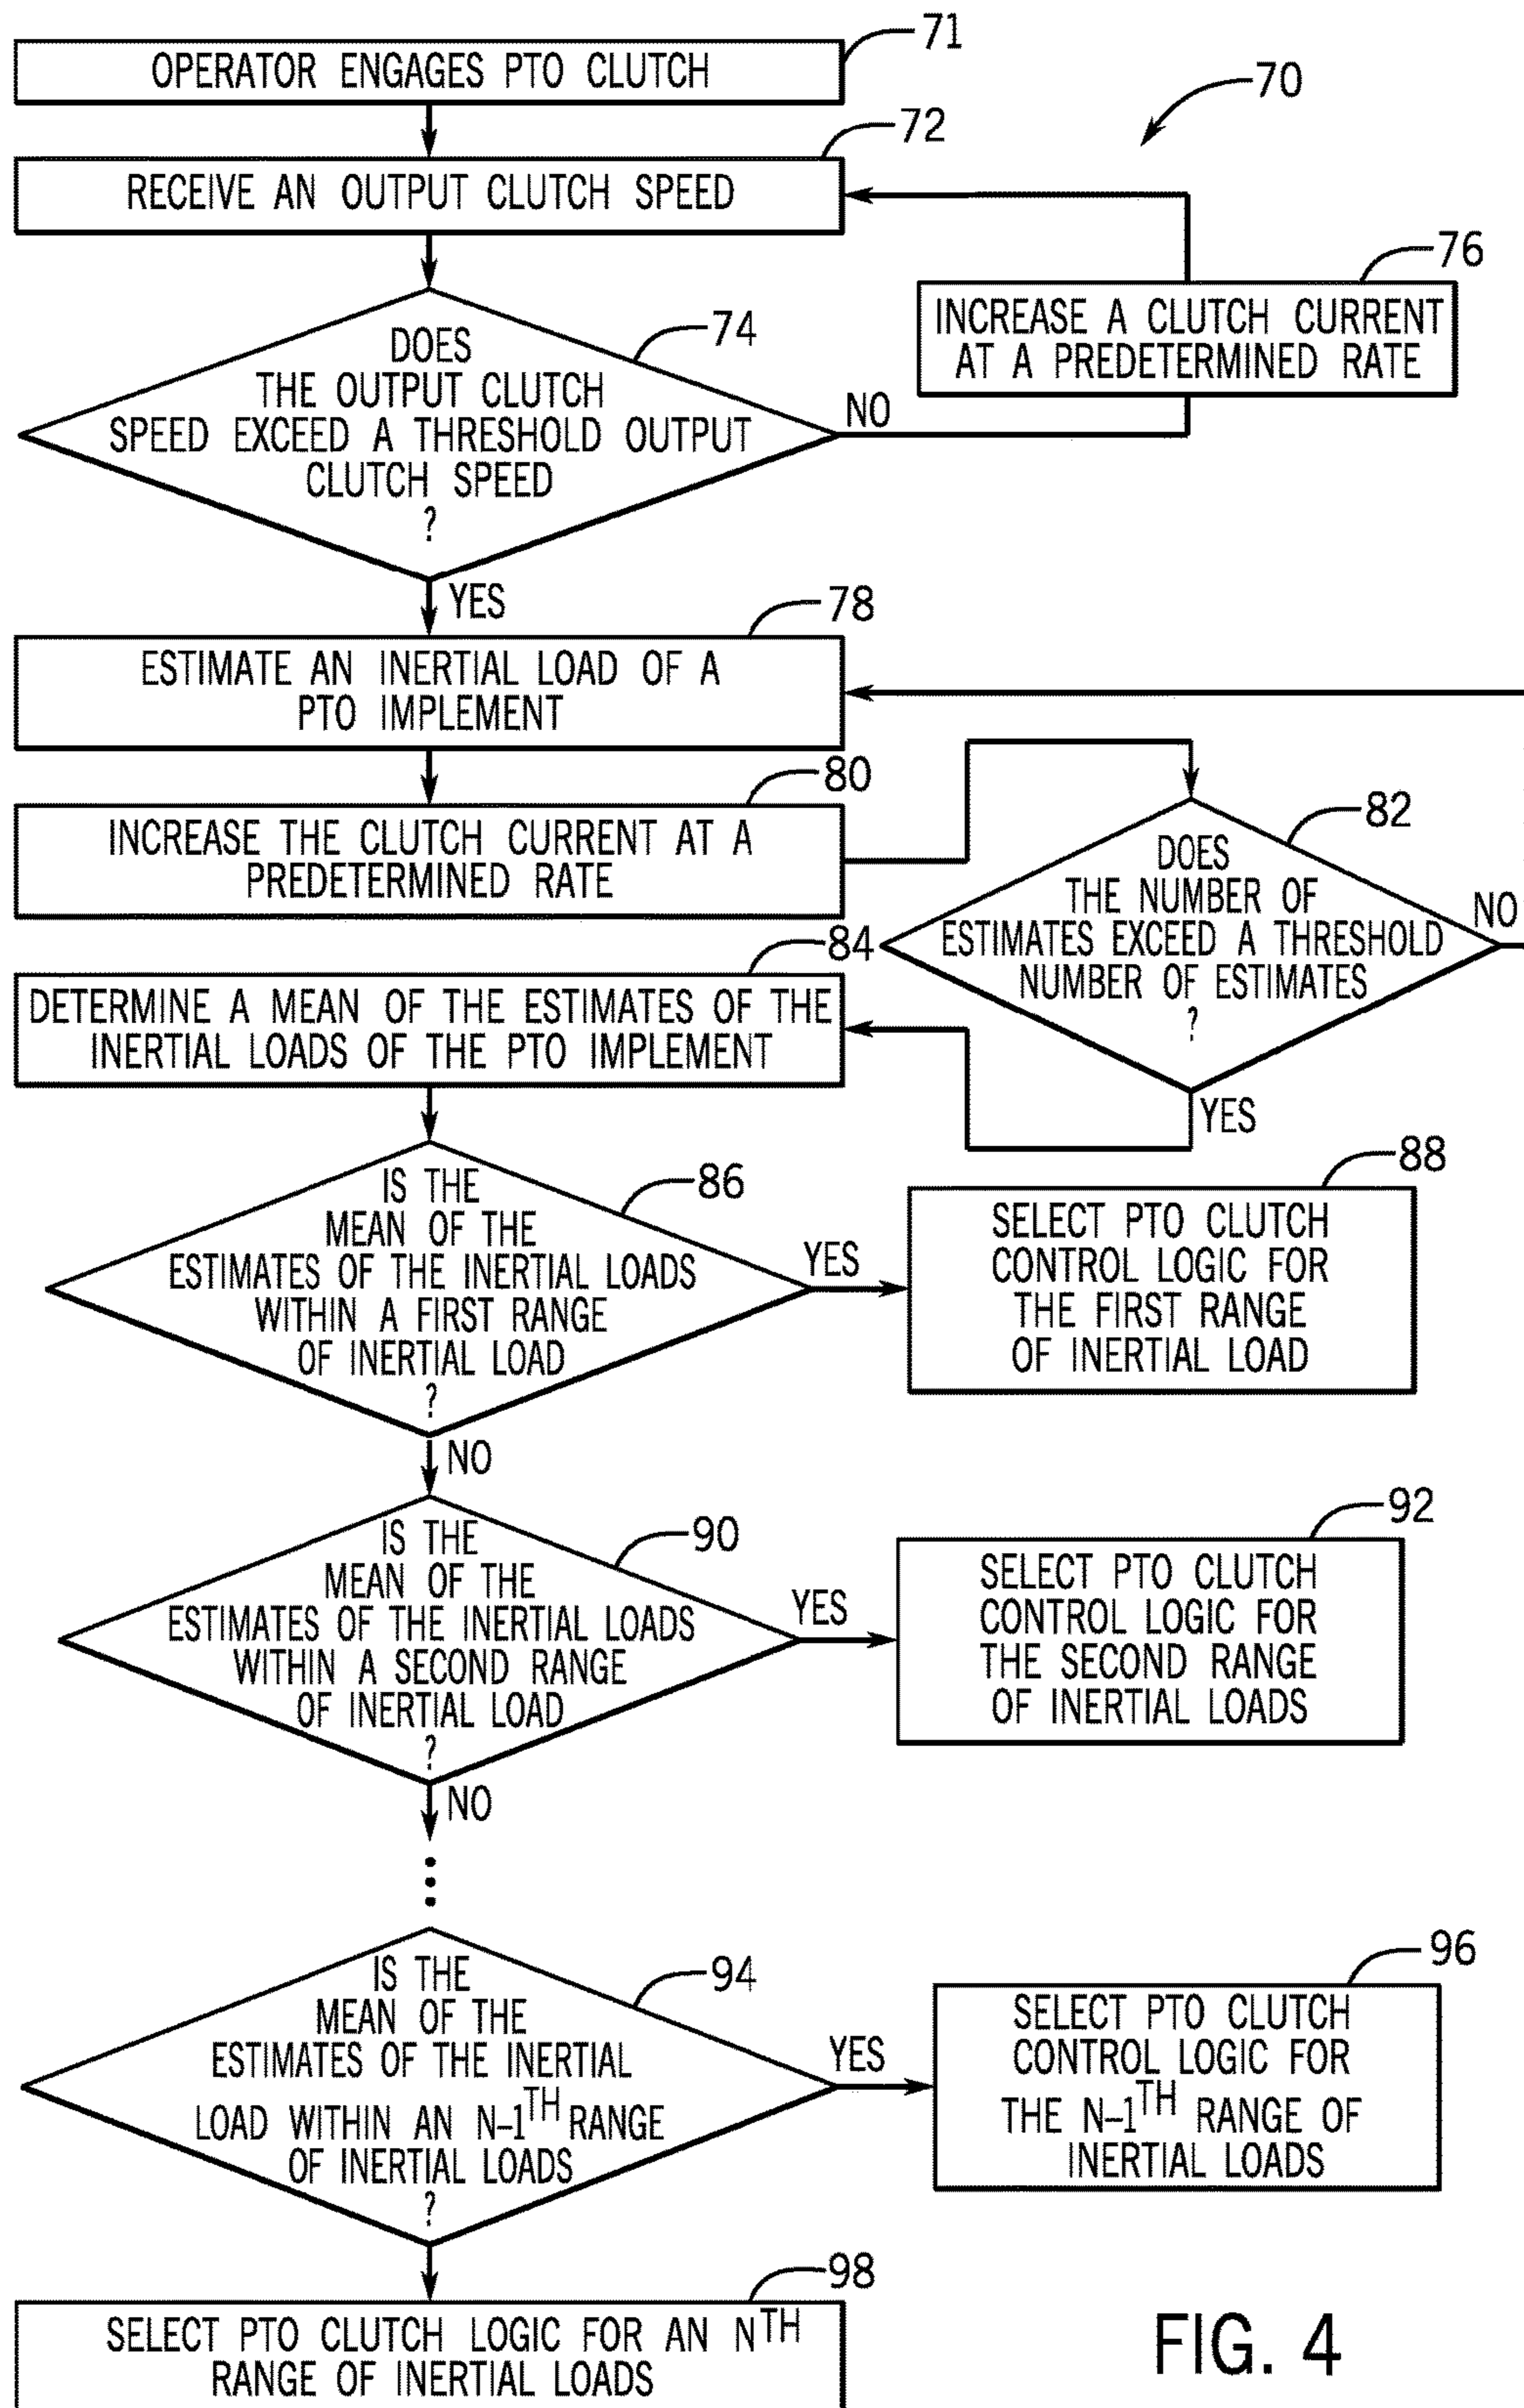 71
OPERATOR ENGAGES PTO CLUTCH
70
72
RECEIVE AN OUTPUT CLUTCH SPEED
76
INCREASE A CLUTCH CURRENT
AT A PREDETERMINED RATE
74
DOES
THE OUTPUT CLUTCH
SPEED EXCEED A THRESHOLD OUTPUT
CLUTCH SPEED
?
NO
YES
78
ESTIMATE AN INERTIAL LOAD OF A
PTO IMPLEMENT
80
INCREASE THE CLUTCH CURRENT AT A
PREDETERMINED RATE
82
DOES
THE NUMBER OF
ESTIMATES EXCEED A THRESHOLD
NUMBER OF ESTIMATES
?
NO
YES
84
DETERMINE A MEAN OF THE ESTIMATES OF THE
INERTIAL LOADS OF THE PTO IMPLEMENT
86
IS THE
MEAN OF THE
ESTIMATES OF THE INERTIAL LOADS
WITHIN A FIRST RANGE
OF INERTIAL LOAD
?
YES
88
SELECT PTO CLUTCH
CONTROL LOGIC FOR
THE FIRST RANGE
OF INERTIAL LOAD
NO
90
IS THE
MEAN OF THE
ESTIMATES OF THE INERTIAL LOADS
WITHIN A SECOND RANGE
OF INERTIAL LOAD
?
YES
92
SELECT PTO CLUTCH
CONTROL LOGIC FOR
THE SECOND RANGE
OF INERTIAL LOADS
NO
94
IS THE
MEAN OF THE
ESTIMATES OF THE INERTIAL
LOAD WITHIN AN N–1TH RANGE
OF INERTIAL LOADS
?
YES
96
SELECT PTO CLUTCH
CONTROL LOGIC FOR
THE N–1TH RANGE OF
INERTIAL LOADS
98
SELECT PTO CLUTCH LOGIC FOR AN NTH
RANGE OF INERTIAL LOADS
FIG. 4